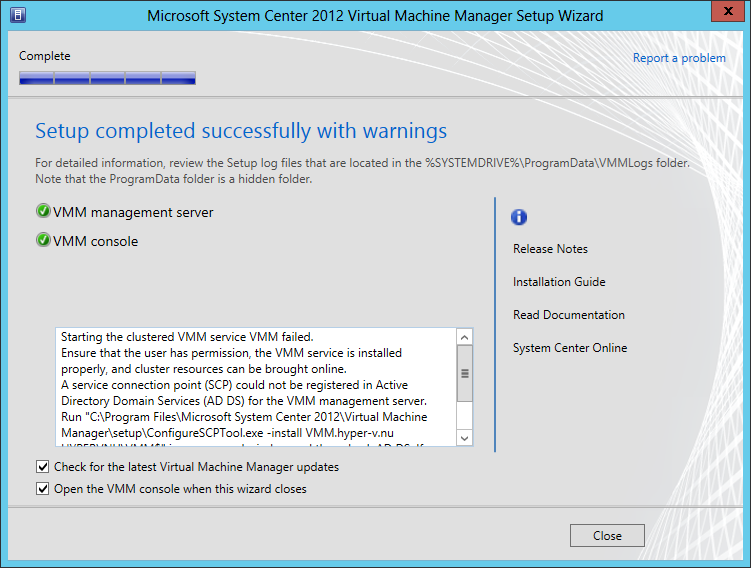 Microsoft System Center 2012 Virtual Machine Manager Setup Wizard
x
Complete
Report a problem
Setup completed successfully with warnings
For detailed information, review the Setup log files that are located in the %SYSTEMDRIVE%\ProgramData\VMMLogs folder.
Note that the ProgramData folder is a hidden folder.
VMM management server
VMM console
Starting the clustered VMM service VMM failed.
Ensure that the user has permission, the VMM service is installed
properly, and cluster resources can be brought online.
A service connection point (SCP) could not be registered in Active
Directory Domain Services (AD DS) for the VMM management server.
Run "C:\Program Files\Microsoft System Center 2012\Virtual Machine
Manager\setup\ConfigureSCPTool.exe -install VMM.hyper-v.nu
Release Notes
Installation Guide
Read Documentation
System Center Online
Check for the latest Virtual Machine Manager updates
Open the VMM console when this wizard closes
Close